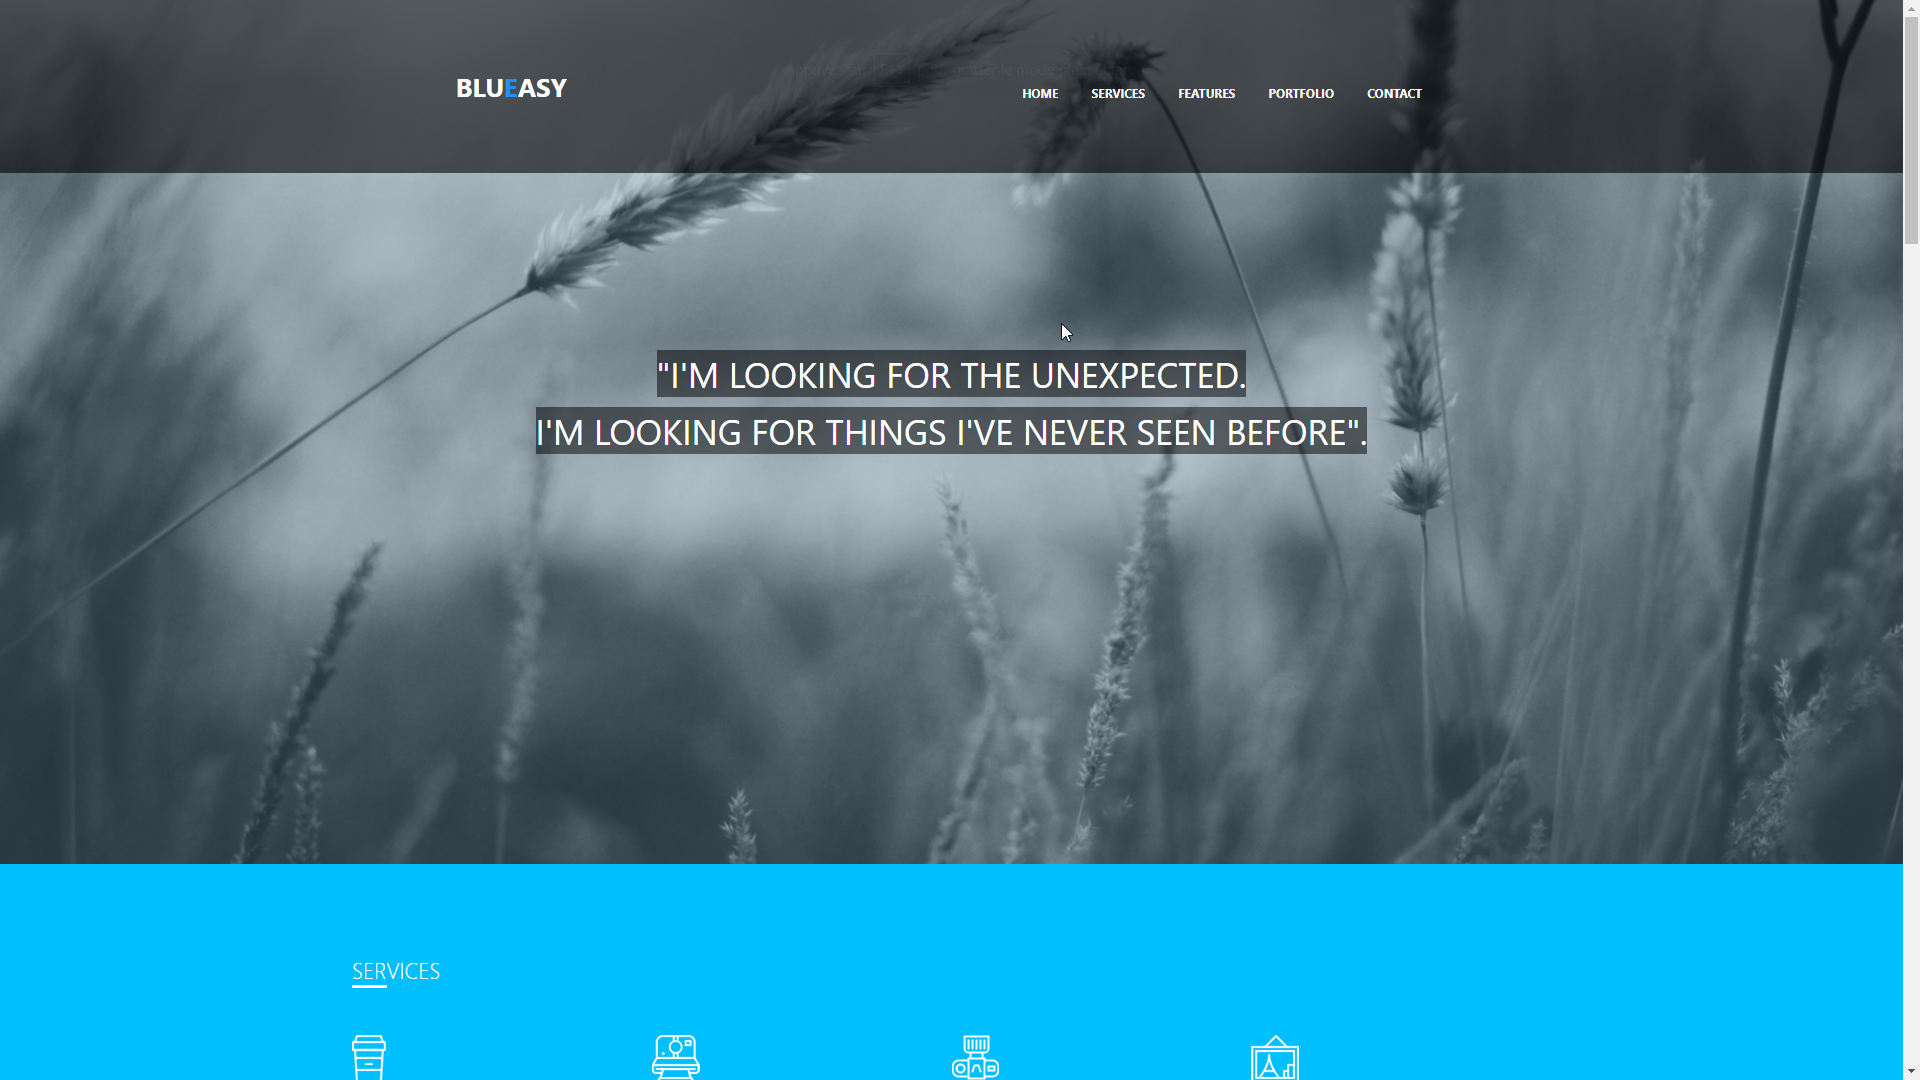 BLUEASY
HOME SERVICES FEATURES PORTFOLIO CONTACT
"I'M LOOKING FOR THE UNEXPECTED.
I'M LOOKING FOR THINGS I'VE NEVER SEEN BEFORE".
SERVICES